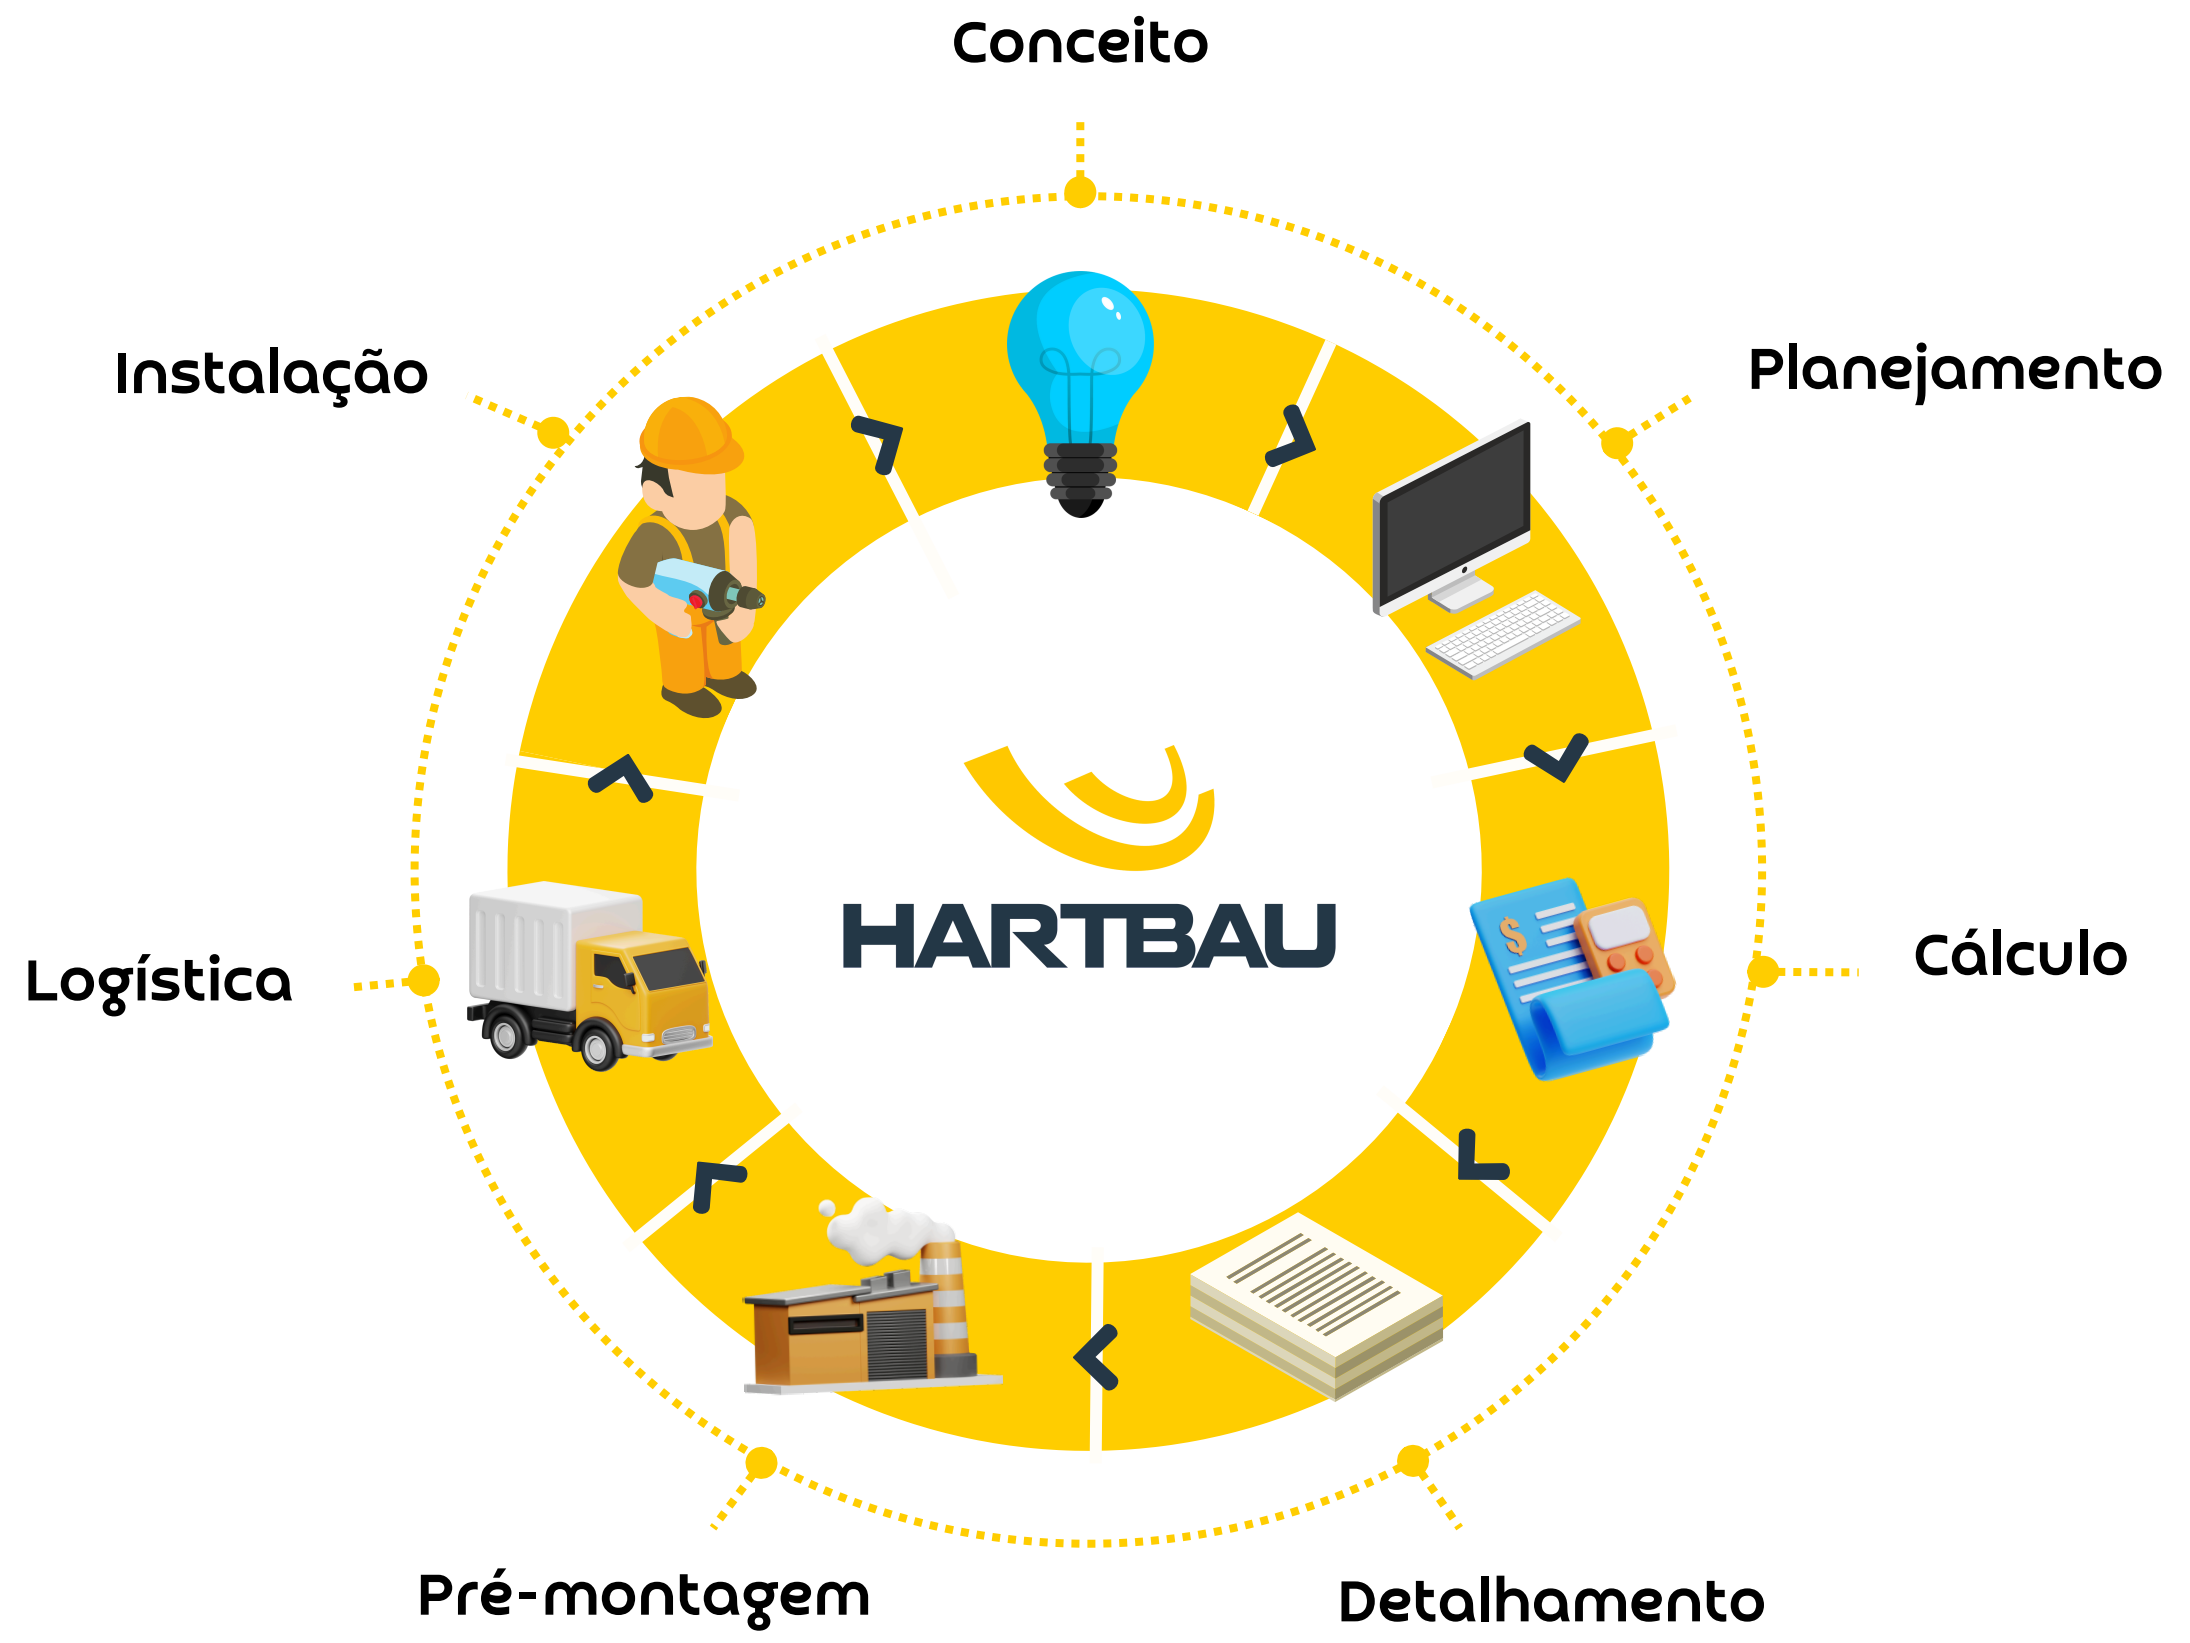 Conceito
Planejamento
Cálculo
Detalhamento
Pré-montagem
Logística
Instalação
HARTBAU
$